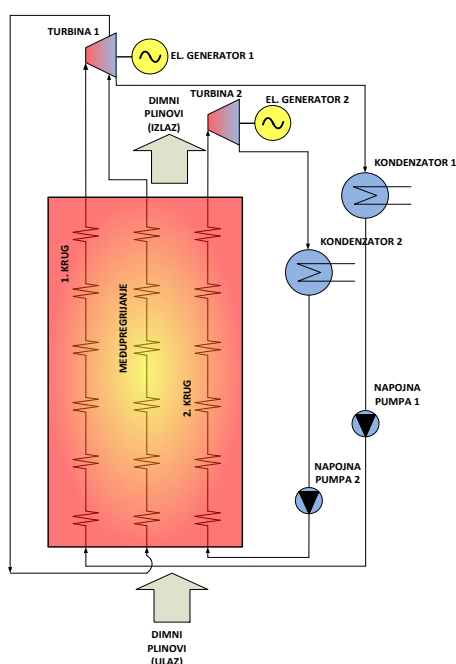 TURBINA 1
EL. GENERATOR 1
DIMNI
PLINOVI
(IZLAZ)
TURBINA 2
EL. GENERATOR 2
KONDENZATOR 1
KONDENZATOR 2
1. KRUG
MEĐUPREGRIJANJE
2. KRUG
NAPOJNA
PUMPA 1
NAPOJNA
PUMPA 2
DIMNI
PLINOVI
(ULAZ)